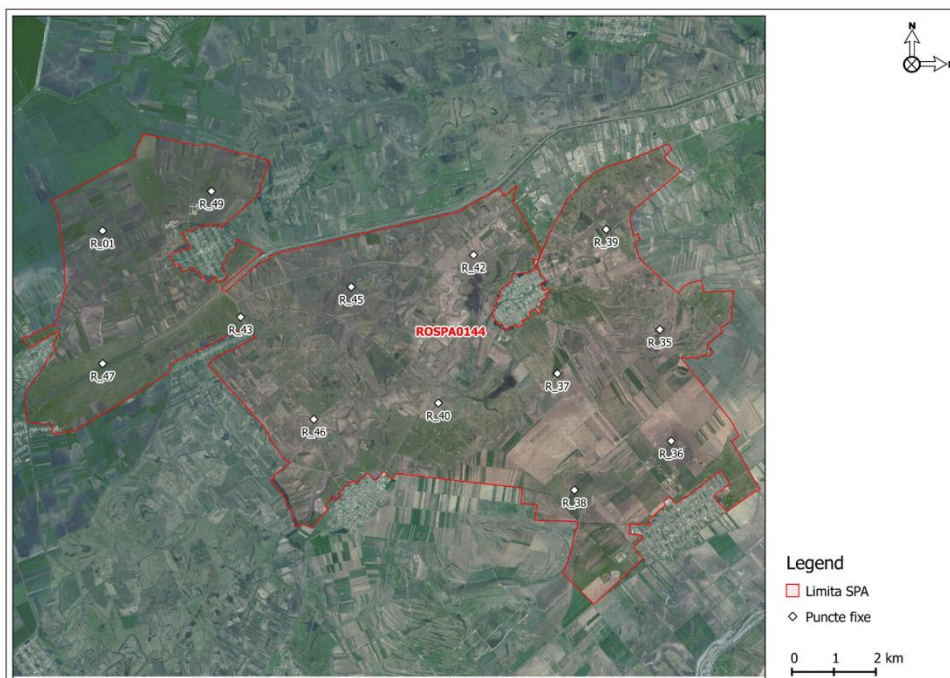 N
R_49
R_01
R_39
R_42
R_45
R_43
ROSPA0144
R_35
R_47
R_37
R_40
R_46
R_36
R_38
Legend
Limita SPA
Puncte fixe
0 1 2 km